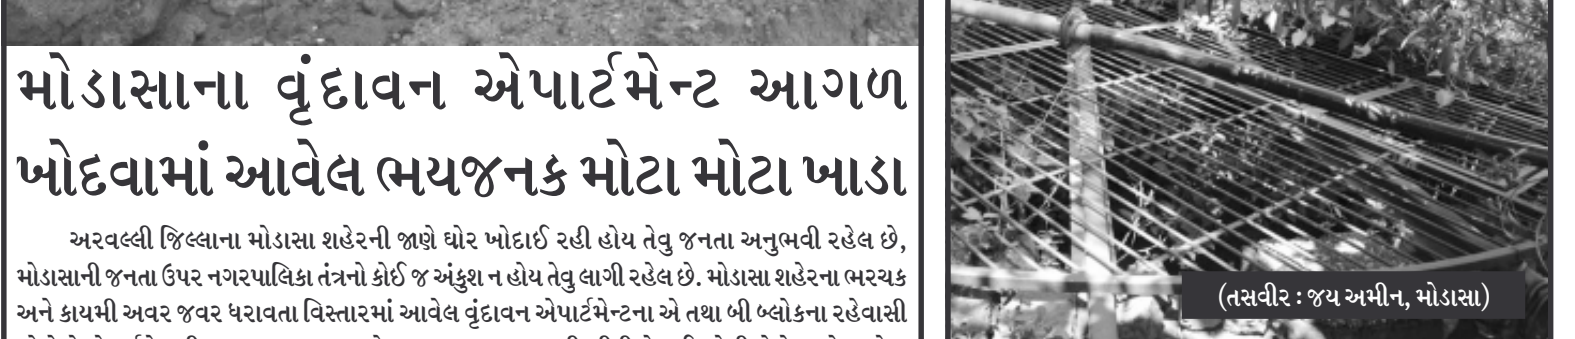 મોડાસાના વૃંદાવન એપાર્ટમેન્ટ આગળ
ખોદવામાં આવેલ ભયજનક મોટા મોટા ખાડા
અરવલ્લી જિલ્લાના મોડાસા શહેરની જાણે ઘોર ખોદાઈ રહી હોય તેવુ જનતા અનુભવી રહેલ છે,
મોડાસાની જનતા ઉપર નગરપાલિકા તંત્રનો કોઈ જ અંકુશ ન હોય તેવુ લાગી રહેલ છે. મોડાસા શહેરના ભરચક
અને કાયમી અવર જવર ધરાવતા વિસ્તારમાં આવેલ વૃંદાવન એપાર્ટમેન્ટના એ તથા બી બ્લોકના રહેવાસી
(તસવીર : જય અમીન, મોડાસા)